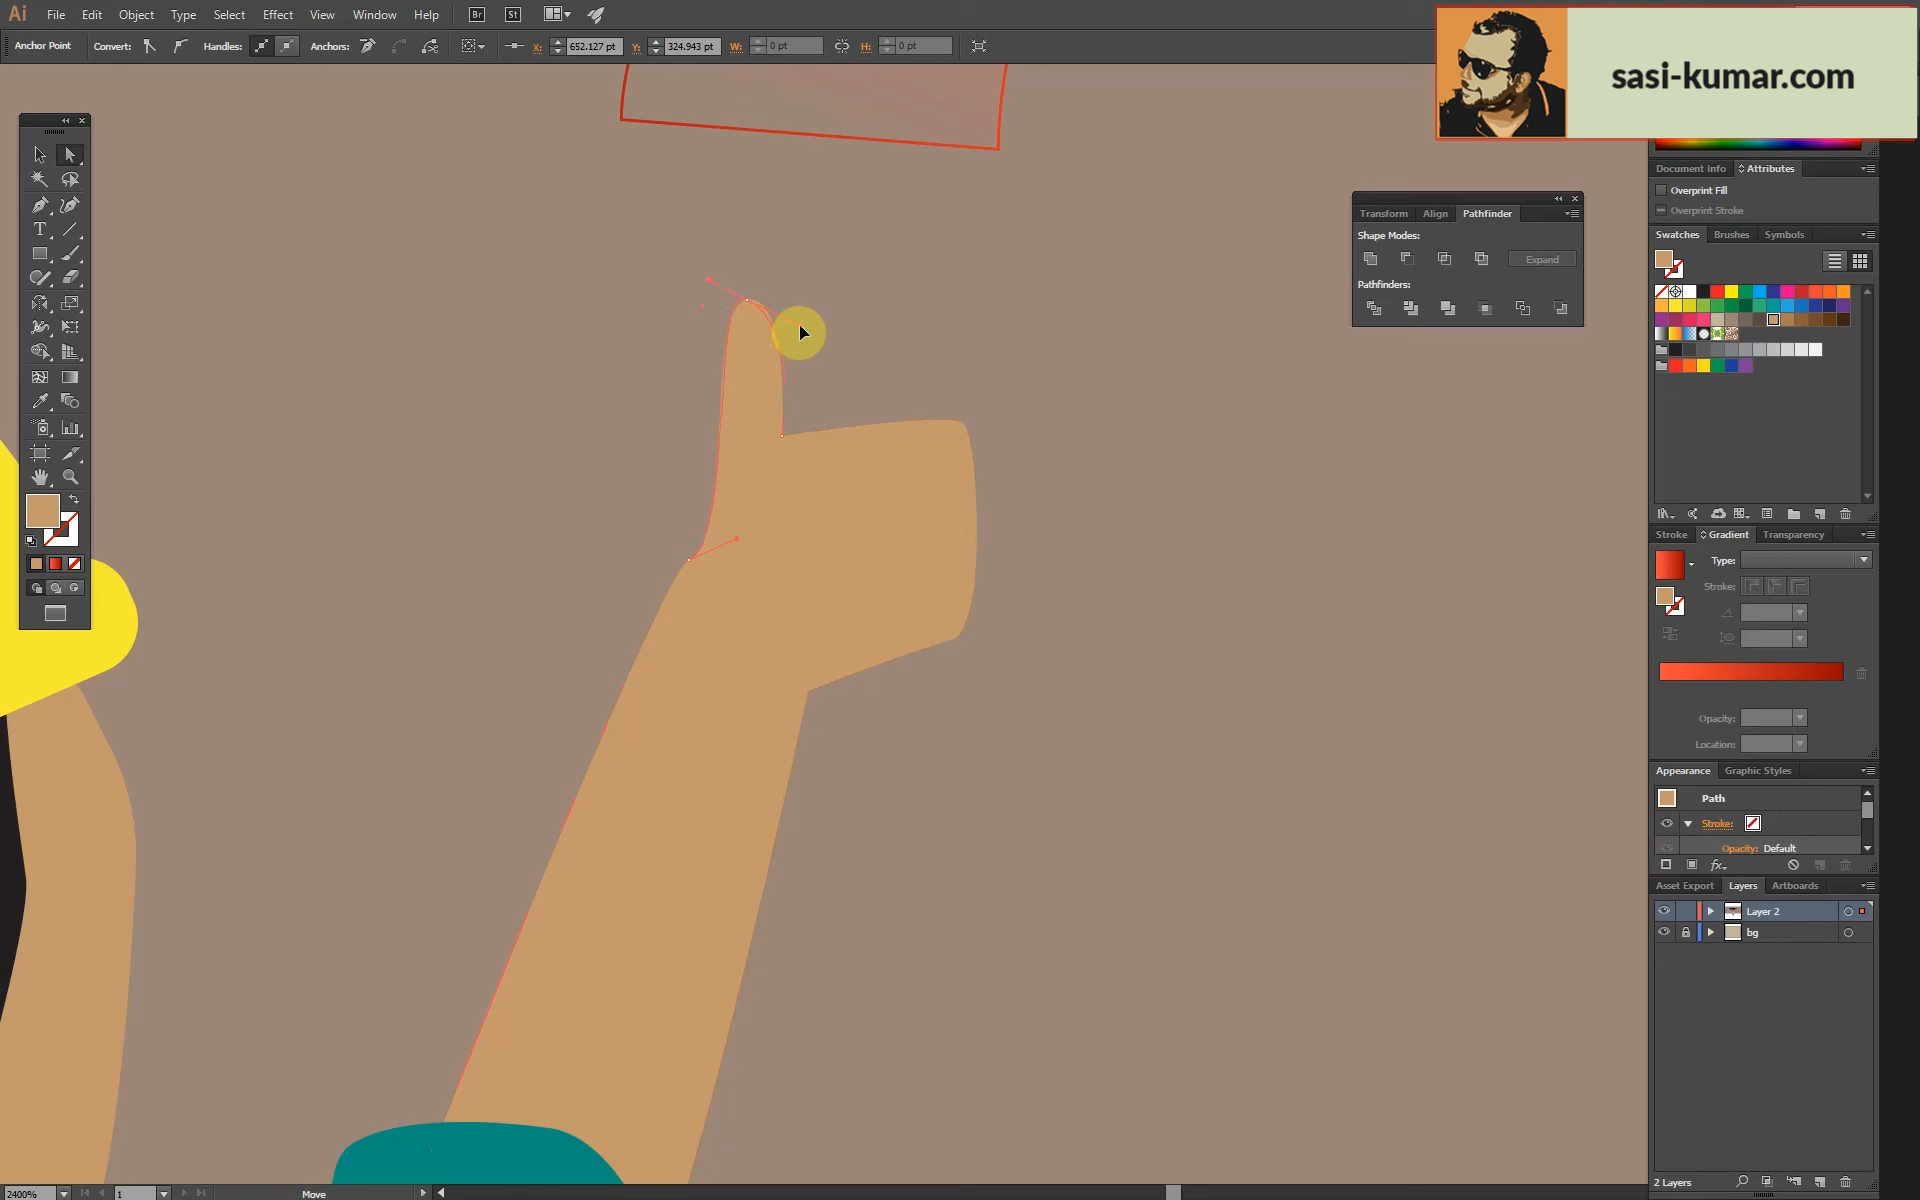 Ai File Edit Object Type Select Effect View Window Help Br St
Anchor Point Convert: Handles: Anchors: X: 652.127 pt Y: 324.943 pt W: 0 pt H: 0 pt
sasi-kumar.com
Document Info Attributes
Overprint Fill
Overprint Stroke
Transform Align Pathfinder
Shape Modes:
Expand
Pathfinders:
Swatches Brushes Symbols
Stroke Gradient Transparency
Type:
Stroke:
Opacity:
Location:
Appearance Graphic Styles
Path
Stroke:
Opacity: Default
fx
Asset Export Layers Artboards
Layer 2
bg
2 Layers
2400% 1 Move